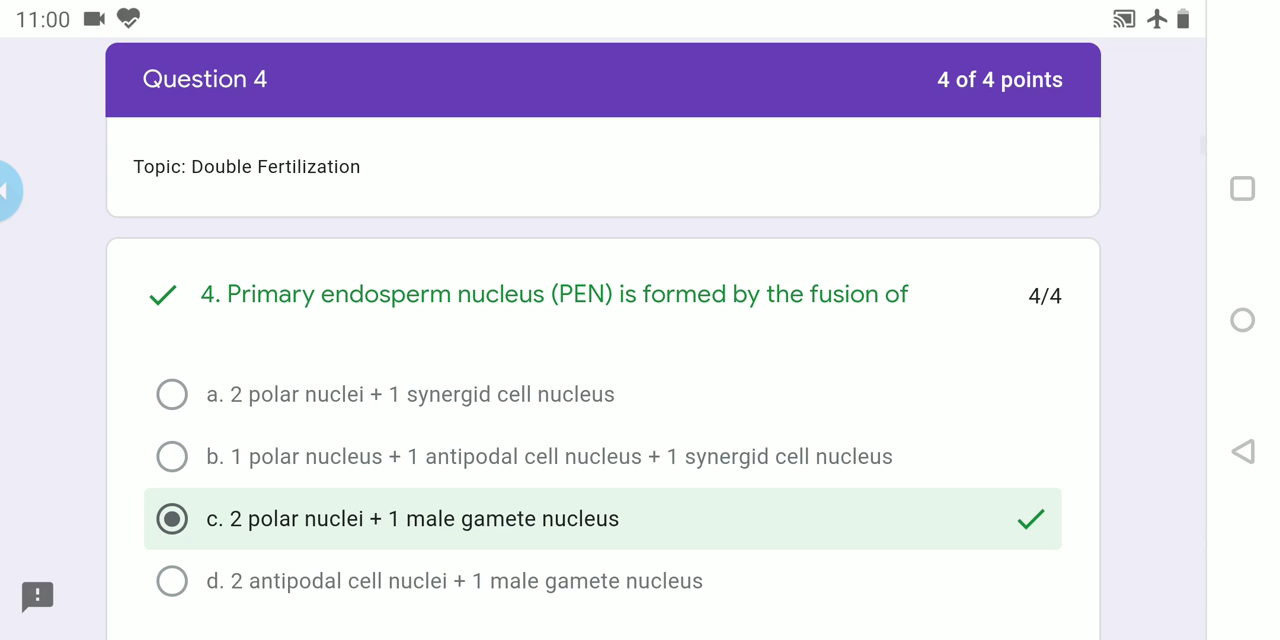 11:00
Question 4
4 of 4 points
Topic: Double Fertilization
4. Primary endosperm nucleus (PEN) is formed by the fusion of
4/4
a. 2 polar nuclei + 1 synergid cell nucleus
b. 1 polar nucleus + 1 antipodal cell nucleus + 1 synergid cell nucleus
c. 2 polar nuclei + 1 male gamete nucleus
d. 2 antipodal cell nuclei + 1 male gamete nucleus